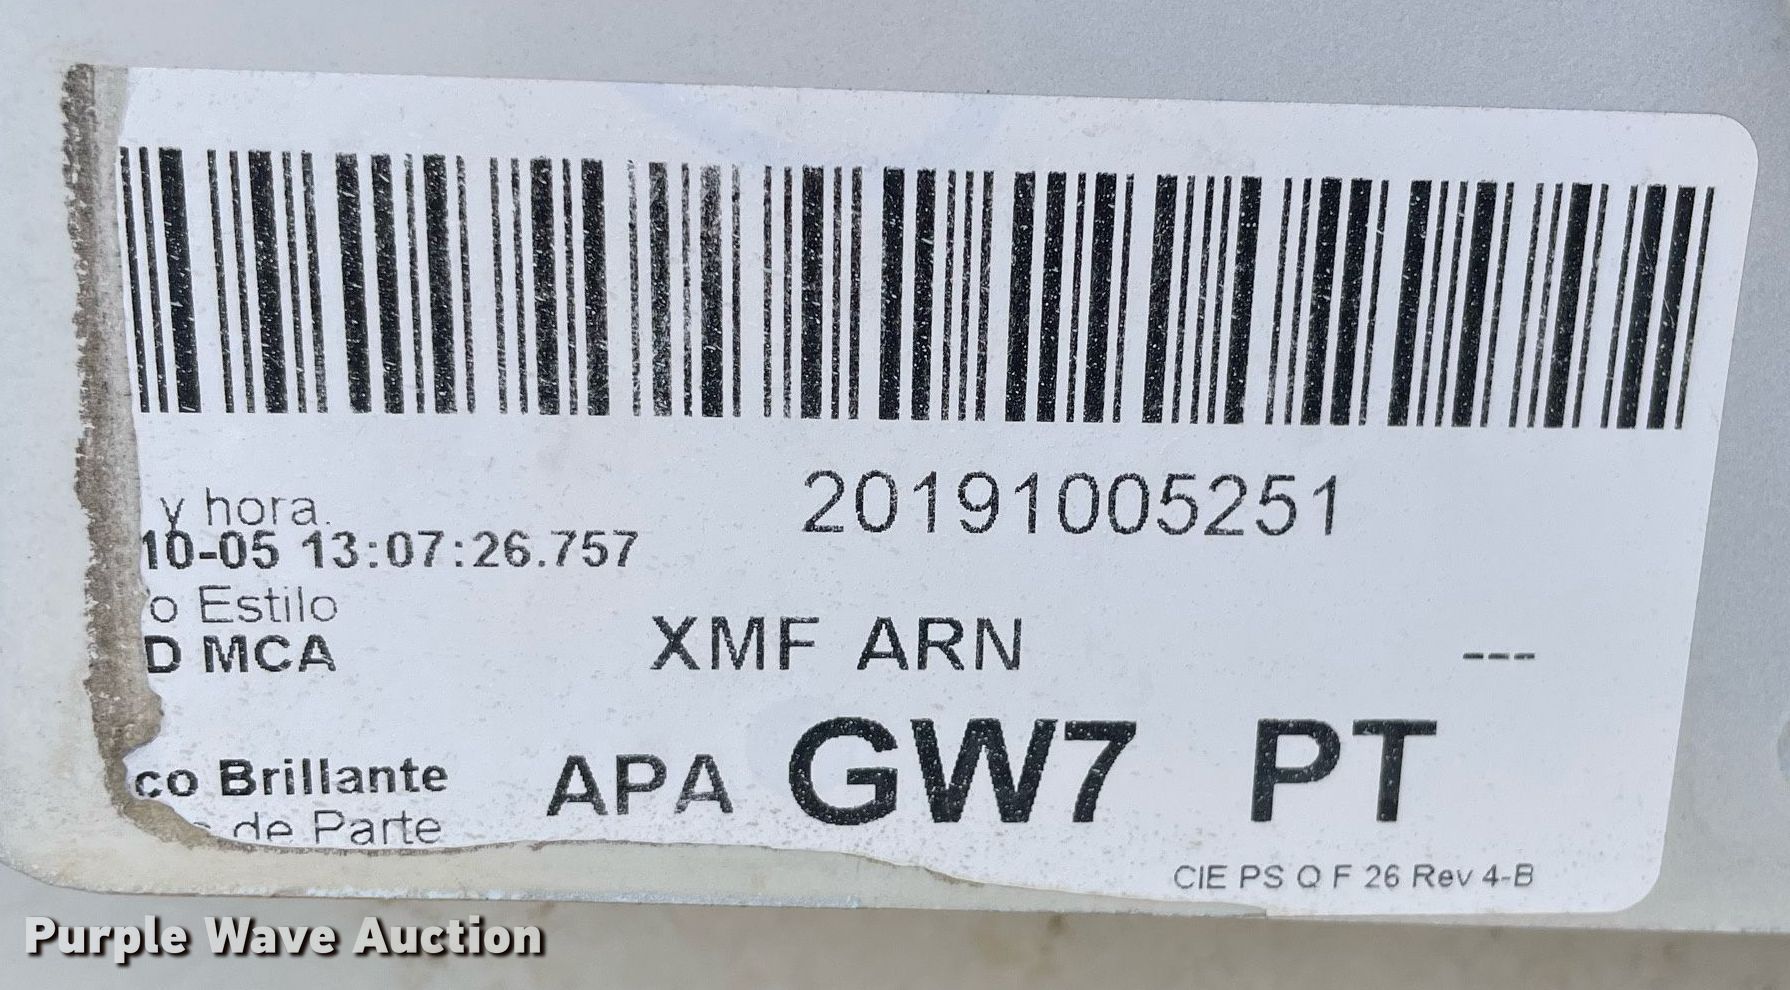 20191005251
y hora.
10-05 13:07:26.757
o Estilo
D MCA
XMF ARN
---
co Brillante
APA GW7 PT
de Parte
CIE PS Q F 26 Rev 4-B
Purple Wave Auction